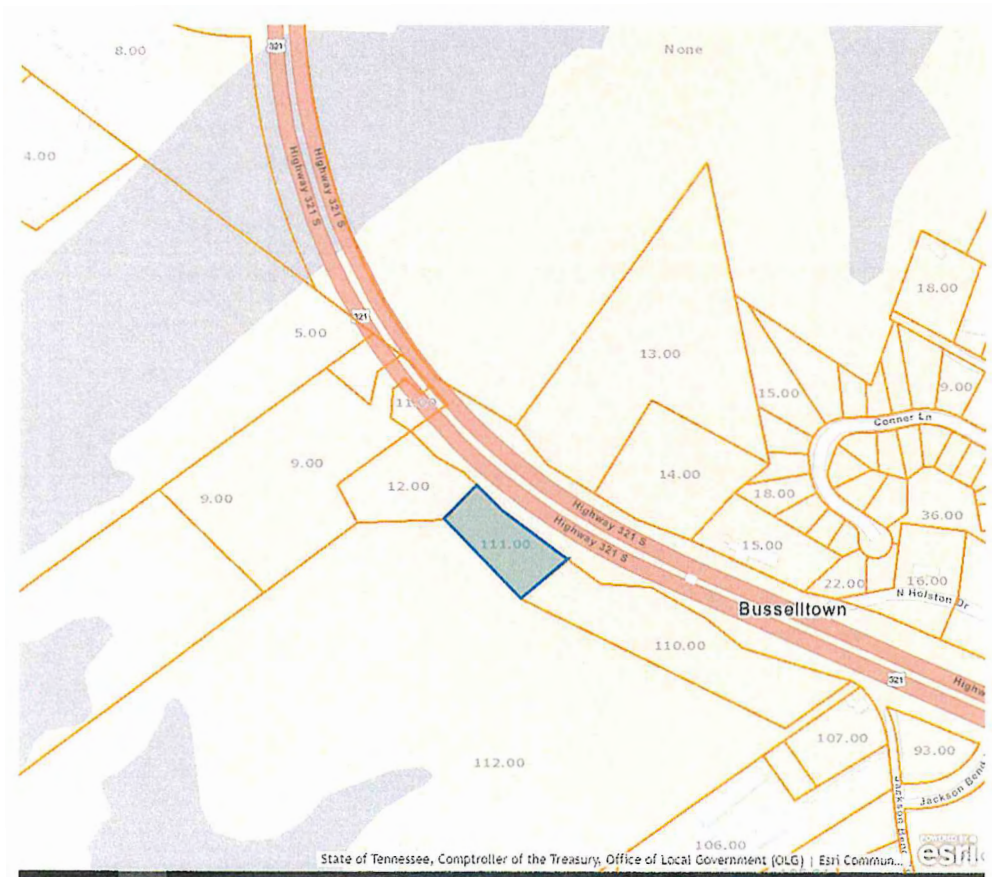 321
8.00
None
4.00
Highway 321 S
Highway 321 S
18.00
321
5.00
13.00
15.00
9.00
11.00
Conner Ln
9.00
9.00
12.00
14.00
18.00
36.00
Highway 321 S
Highway 321 S
111.00
15.00
22.00
16.00
N Holston Dr
Busselltown
110.00
321
107.00
93.00
Jackson Bend
112.00
106.00
State of Tennessee, Comptroller of the Treasury, Office of Local Government (OLG) | Esri Commun...
POWERED BY
esri